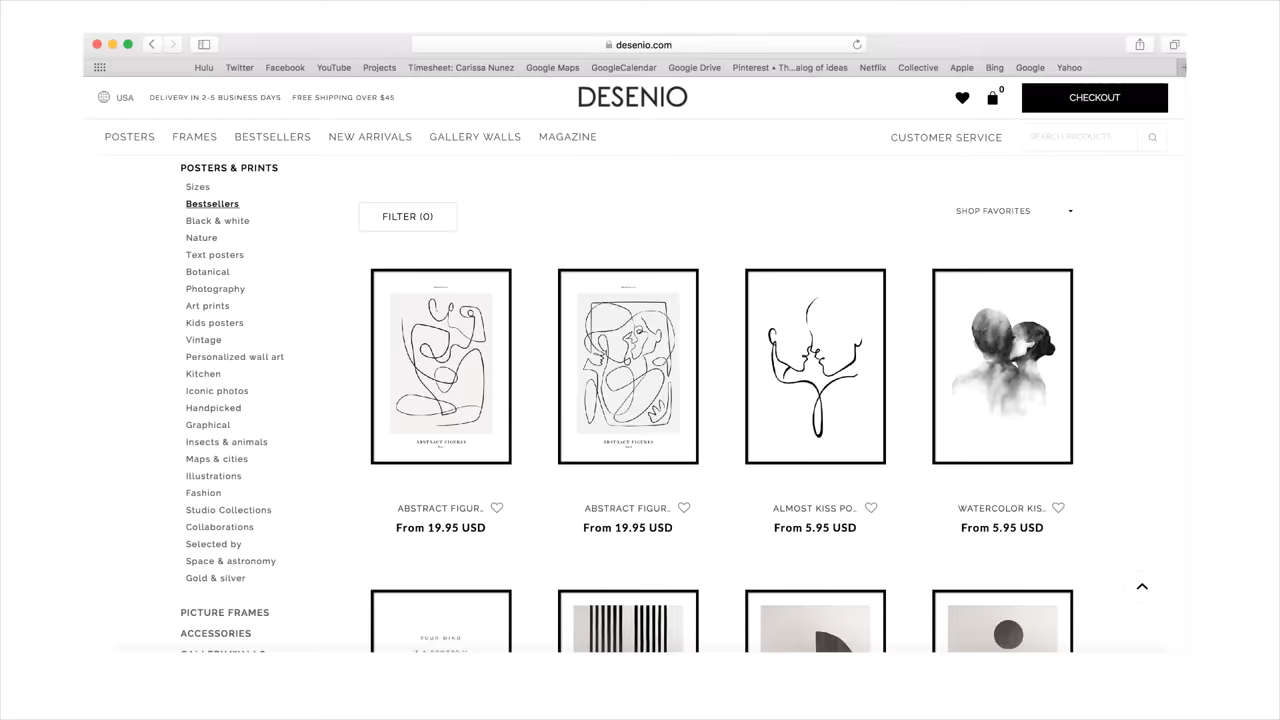 desenio.com
Hulu Twitter Facebook YouTube Projects Timesheet: Carissa Nunez Google Maps GoogleCalendar Google Drive Pinterest • Th...alog of ideas Netflix Collective Apple Bing Google Yahoo
USA DELIVERY IN 2-5 BUSINESS DAYS FREE SHIPPING OVER $45 DESENIO 0 CHECKOUT
POSTERS FRAMES BESTSELLERS NEW ARRIVALS GALLERY WALLS MAGAZINE CUSTOMER SERVICE SEARCH PRODUCTS
POSTERS & PRINTS
Sizes
Bestsellers
Black & white
Nature
Text posters
Botanical
Photography
Art prints
Kids posters
Vintage
Personalized wall art
Kitchen
Iconic photos
Handpicked
Graphical
Insects & animals
Maps & cities
Illustrations
Fashion
Studio Collections
Collaborations
Selected by
Space & astronomy
Gold & silver
PICTURE FRAMES
ACCESSORIES
FILTER (0) SHOP FAVORITES
ABSTRACT FIGURES ABSTRACT FIGURES
ABSTRACT FIGUR.. ABSTRACT FIGUR.. ALMOST KISS PO.. WATERCOLOR KIS..
From 19.95 USD From 19.95 USD From 5.95 USD From 5.95 USD
YOUR MIND